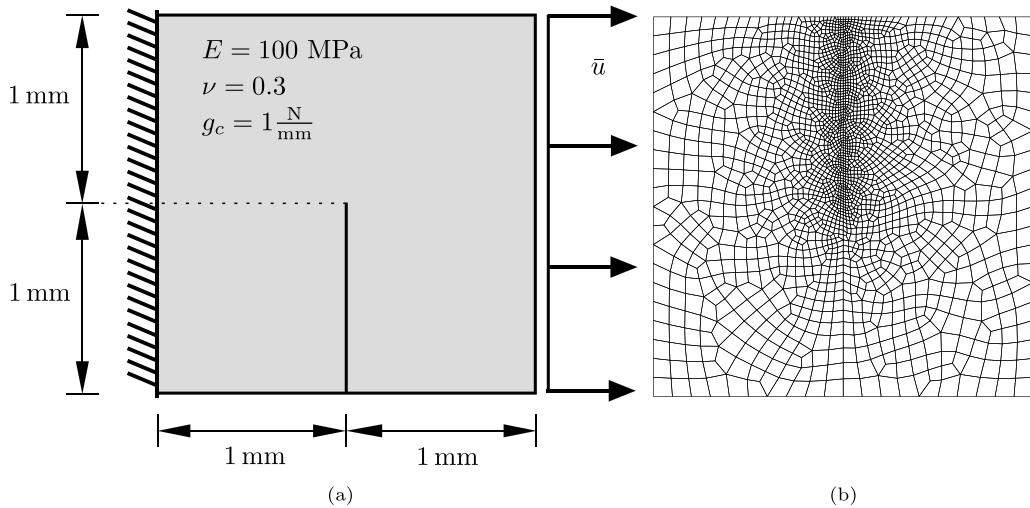 E = 100 MPa
ν = 0.3
g_c = 1 N/mm
ū
1 mm
1 mm
1 mm
1 mm
(a)
(b)